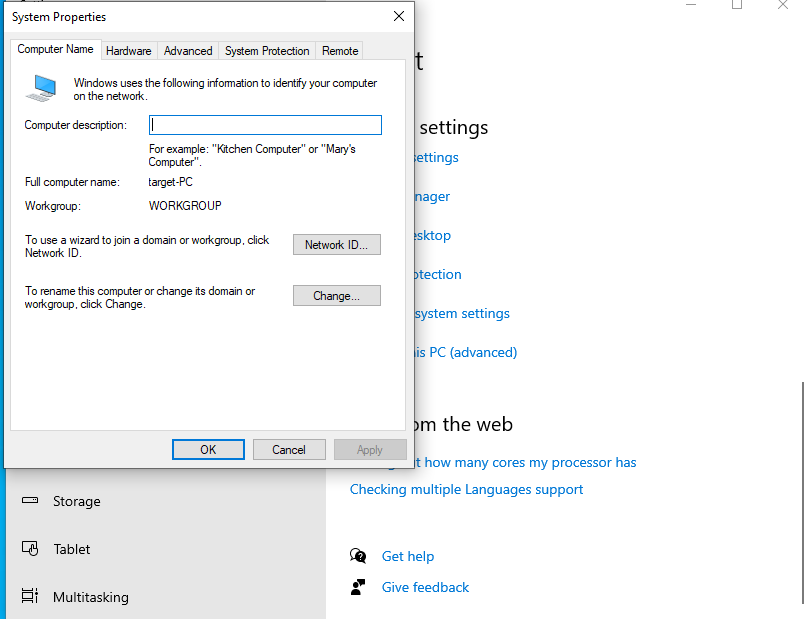 System Properties
Computer Name
Hardware
Advanced
System Protection
Remote
Windows uses the following information to identify your computer
on the network.
Computer description:
For example: "Kitchen Computer" or "Mary's
Computer".
Full computer name:
target-PC
Workgroup:
WORKGROUP
To use a wizard to join a domain or workgroup, click
Network ID.
Network ID...
To rename this computer or change its domain or
workgroup, click Change.
Change...
OK
Cancel
Apply
Storage
Tablet
Multitasking
t
settings
settings
nager
esktop
otection
system settings
is PC (advanced)
om the web
t how many cores my processor has
Checking multiple Languages support
Get help
Give feedback